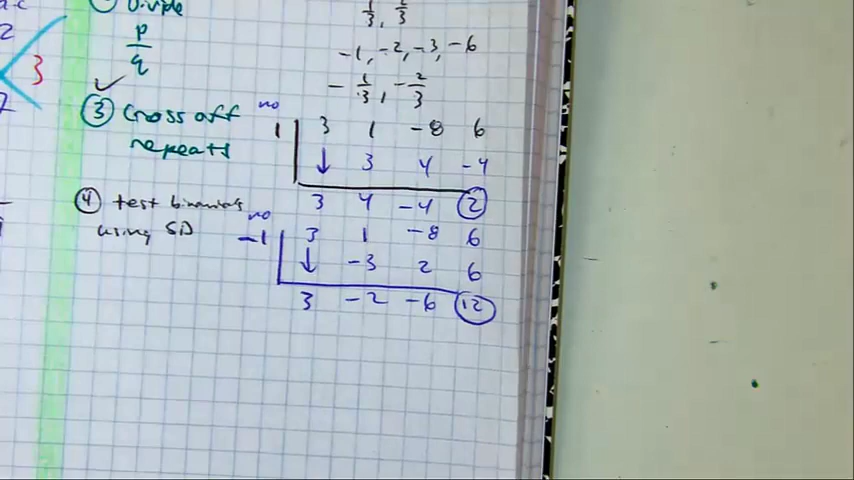 Divide
p
q
1/3, 2/3
-1, -2, -3, -6
- 1/3, - 2/3
3
③ Cross off
repeats
no
1 3 1 -8 6
↓ 3 4 -4
3 4 -4 2
④ test binomials
using SD
no
-1 3 1 -8 6
↓ -3 2 6
3 -2 -6 12